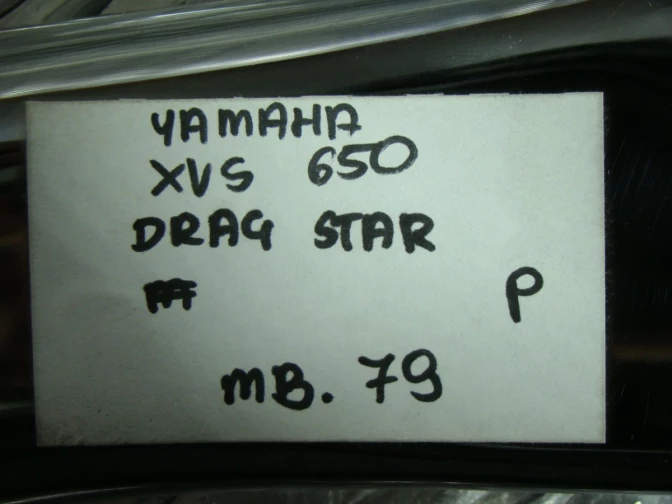 YAMAHA
XVS 650
DRAG STAR
P
mB. 79